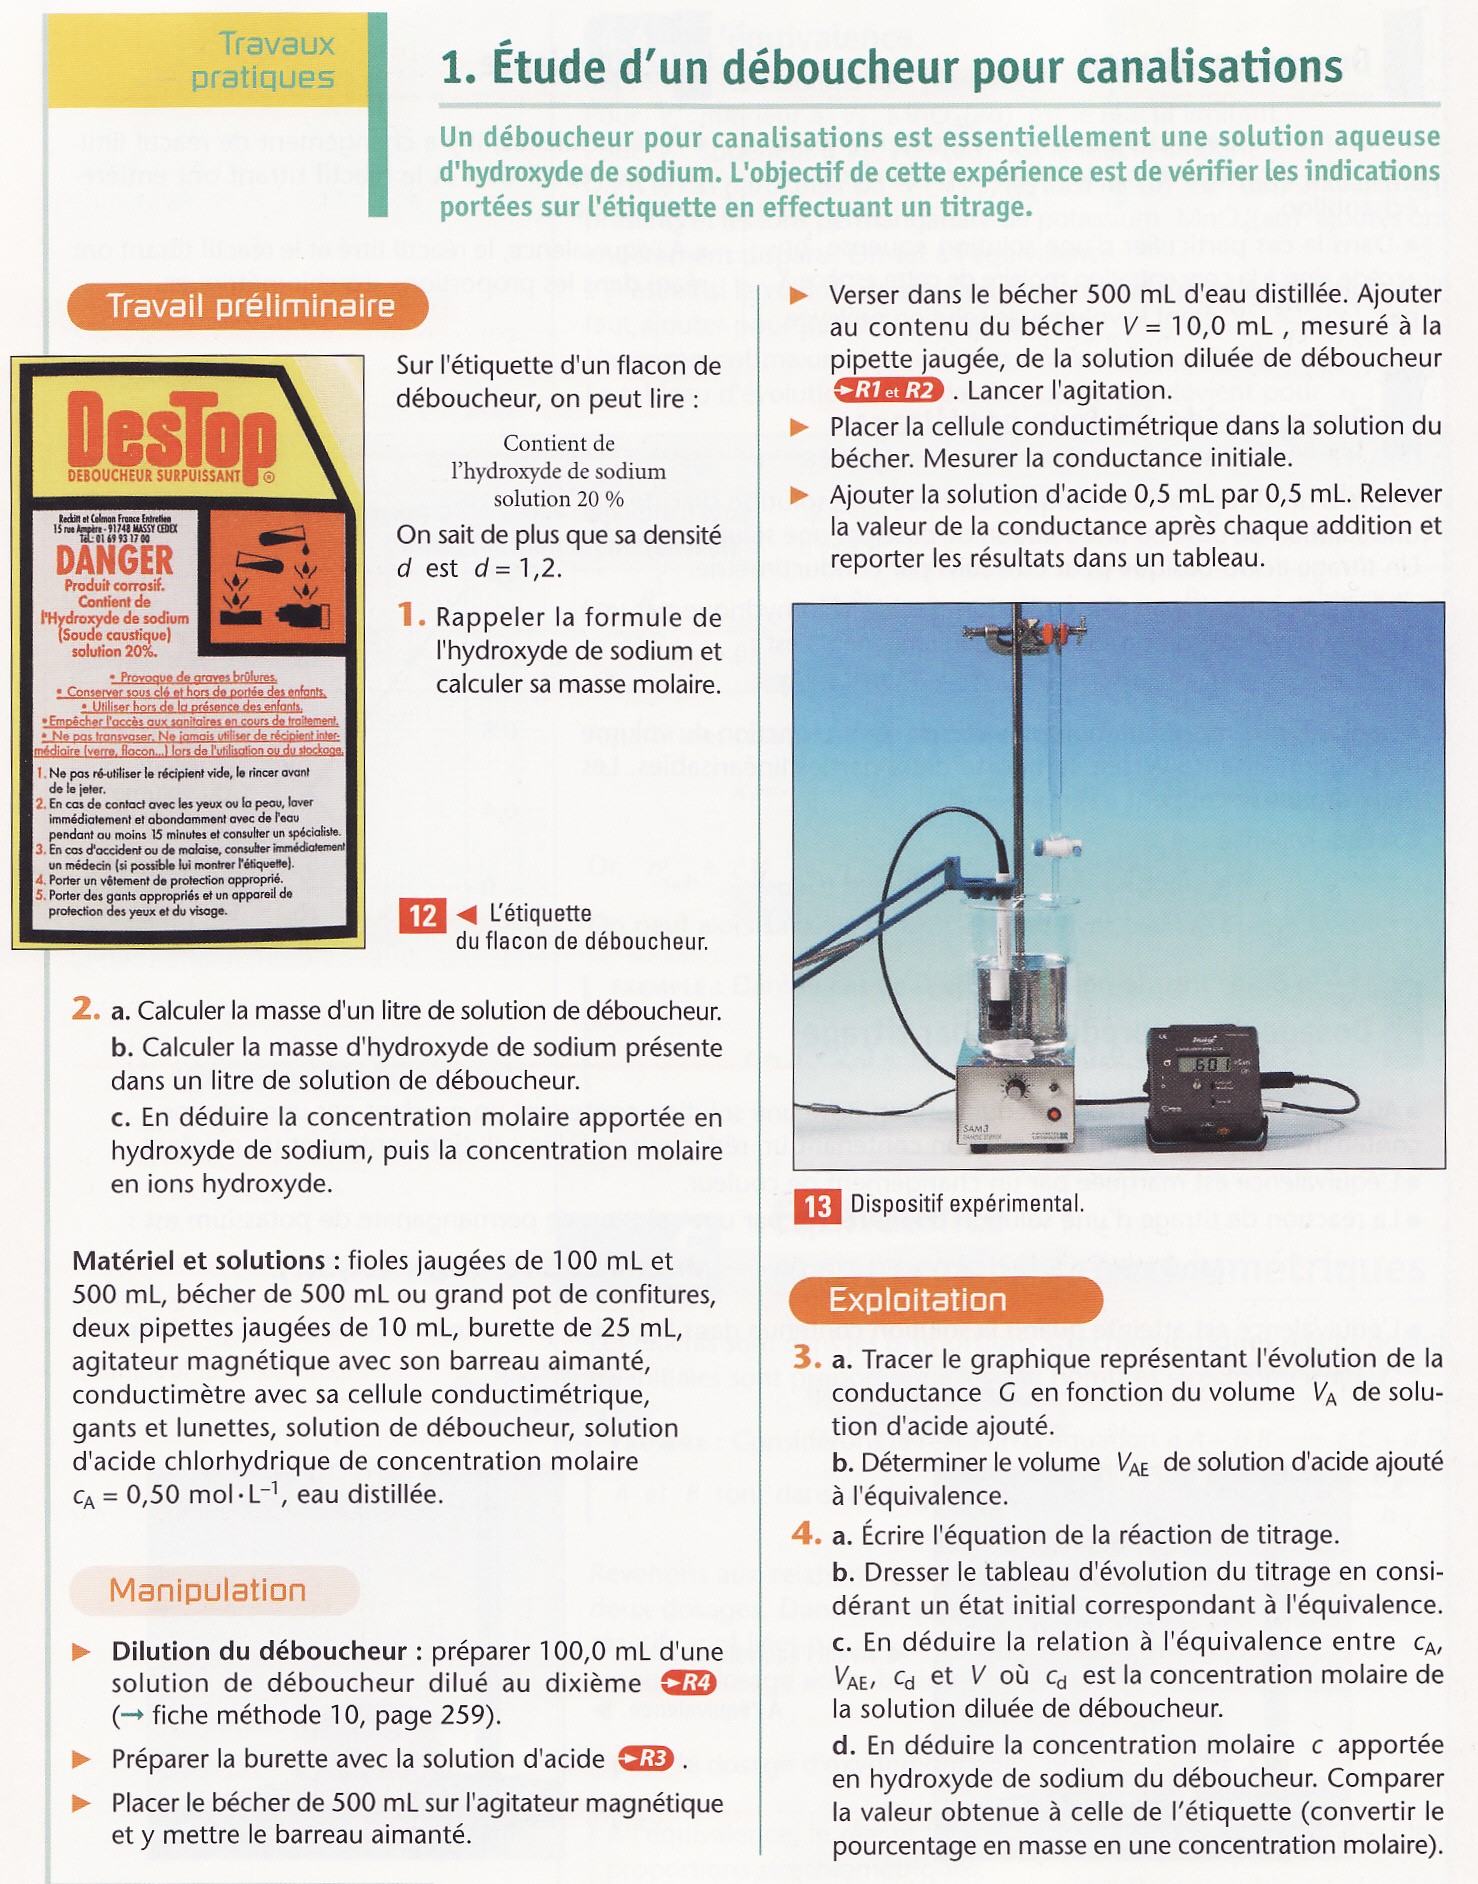 Travaux
pratiques
1. Étude d'un déboucheur pour canalisations
Un déboucheur pour canalisations est essentiellement une solution aqueuse
d'hydroxyde de sodium. L'objectif de cette expérience est de vérifier les indications
portées sur l'étiquette en effectuant un titrage.
Travail préliminaire
DesTop
DEBOUCHEUR SURPUISSANT ®
Reckitt et Colman France Entretien
15 rue Ampère - 91748 MASSY CEDEX
Tél.: 01 69 93 17 00
DANGER
Produit corrosif.
Contient de
l'Hydroxyde de sodium
(Soude caustique)
solution 20%.
• Provoque de graves brûlures.
• Conserver sous clé et hors de portée des enfants.
• Utiliser hors de la présence des enfants.
• Empêcher l'accès aux sanitaires en cours de traitement.
• Ne pas transvaser. Ne jamais utiliser de récipient inter-
médiaire (verre, flacon...) lors de l'utilisation ou du stockage.
1. Ne pas ré-utiliser le récipient vide, le rincer avant
de le jeter.
2. En cas de contact avec les yeux ou la peau, laver
immédiatement et abondamment avec de l'eau
pendant au moins 15 minutes et consulter un spécialiste.
3. En cas d'accident ou de malaise, consulter immédiatement
un médecin (si possible lui montrer l'étiquette).
4. Porter un vêtement de protection approprié.
5. Porter des gants appropriés et un appareil de
protection des yeux et du visage.
Sur l'étiquette d'un flacon de
déboucheur, on peut lire :
Contient de
l'hydroxyde de sodium
solution 20 %
On sait de plus que sa densité
d est d = 1,2.
1. Rappeler la formule de
l'hydroxyde de sodium et
calculer sa masse molaire.
12 ◄ L'étiquette
du flacon de déboucheur.
2. a. Calculer la masse d'un litre de solution de déboucheur.
b. Calculer la masse d'hydroxyde de sodium présente
dans un litre de solution de déboucheur.
c. En déduire la concentration molaire apportée en
hydroxyde de sodium, puis la concentration molaire
en ions hydroxyde.
Matériel et solutions : fioles jaugées de 100 mL et
500 mL, bécher de 500 mL ou grand pot de confitures,
deux pipettes jaugées de 10 mL, burette de 25 mL,
agitateur magnétique avec son barreau aimanté,
conductimètre avec sa cellule conductimétrique,
gants et lunettes, solution de déboucheur, solution
d'acide chlorhydrique de concentration molaire
cA = 0,50 mol·L⁻¹, eau distillée.
Manipulation
► Dilution du déboucheur : préparer 100,0 mL d'une
solution de déboucheur dilué au dixième ➔R4
(→ fiche méthode 10, page 259).
► Préparer la burette avec la solution d'acide ➔R3 .
► Placer le bécher de 500 mL sur l'agitateur magnétique
et y mettre le barreau aimanté.
► Verser dans le bécher 500 mL d'eau distillée. Ajouter
au contenu du bécher V = 10,0 mL , mesuré à la
pipette jaugée, de la solution diluée de déboucheur
➔R1 et R2 . Lancer l'agitation.
► Placer la cellule conductimétrique dans la solution du
bécher. Mesurer la conductance initiale.
► Ajouter la solution d'acide 0,5 mL par 0,5 mL. Relever
la valeur de la conductance après chaque addition et
reporter les résultats dans un tableau.
601
SAM3
13 Dispositif expérimental.
Exploitation
3. a. Tracer le graphique représentant l'évolution de la
conductance G en fonction du volume VA de solu-
tion d'acide ajouté.
b. Déterminer le volume VAE de solution d'acide ajouté
à l'équivalence.
4. a. Écrire l'équation de la réaction de titrage.
b. Dresser le tableau d'évolution du titrage en consi-
dérant un état initial correspondant à l'équivalence.
c. En déduire la relation à l'équivalence entre cA,
VAE, cd et V où cd est la concentration molaire de
la solution diluée de déboucheur.
d. En déduire la concentration molaire c apportée
en hydroxyde de sodium du déboucheur. Comparer
la valeur obtenue à celle de l'étiquette (convertir le
pourcentage en masse en une concentration molaire).